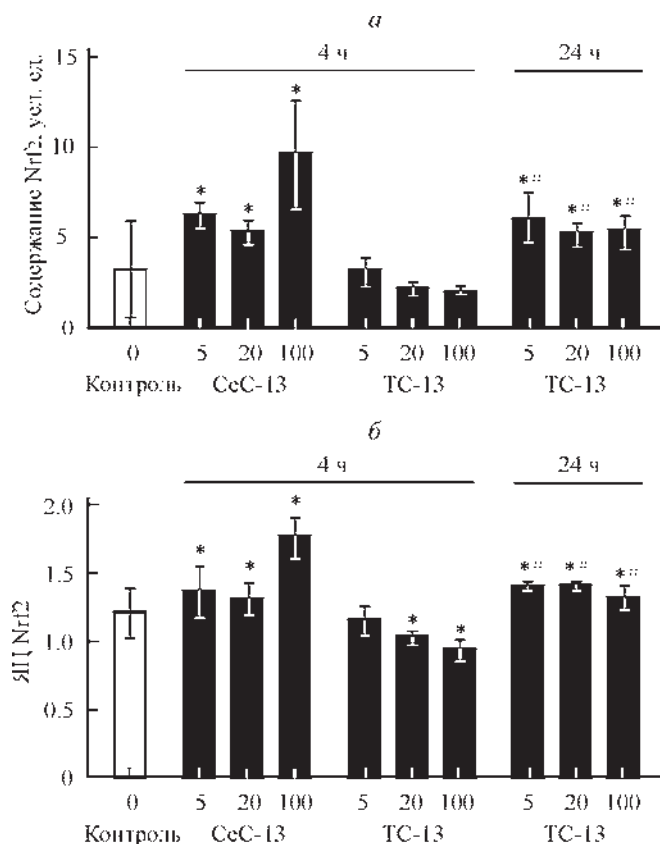 а
4 ч
24 ч
Содержание Nrf2, усл. ед.
15
10
5
0
* * * *# *# *#
0 5 20 100 5 20 100 5 20 100
Контроль СеС-13 ТС-13 ТС-13
б
4 ч
24 ч
ЯЦ Nrf2
2.0
1.5
1.0
0.5
0
* * * * * *# *# *#
0 5 20 100 5 20 100 5 20 100
Контроль СеС-13 ТС-13 ТС-13